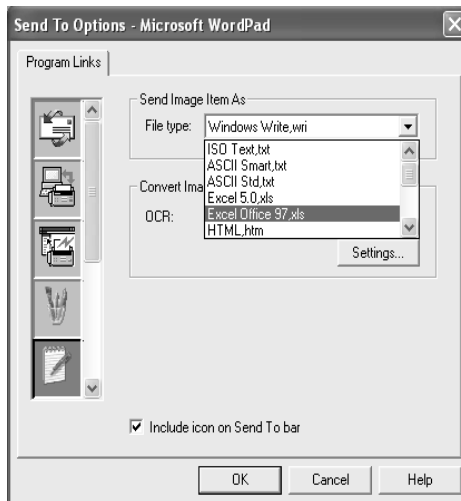 Send To Options - Microsoft WordPad
Program Links
Send Image Item As
File type: Windows Write,wri
ISO Text,txt
ASCII Smart,txt
ASCII Std,txt
Excel 5.0,xls
Excel Office 97,xls
HTML,htm
Convert Ima
OCR:
Settings...
Include icon on Send To bar
OK Cancel Help